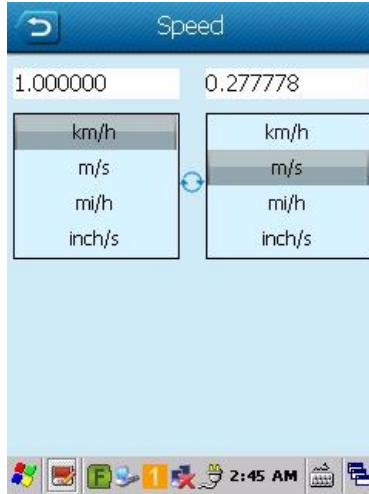 Speed
1.000000 0.277778
km/h km/h
m/s m/s
mi/h mi/h
inch/s inch/s
F 1 2:45 AM